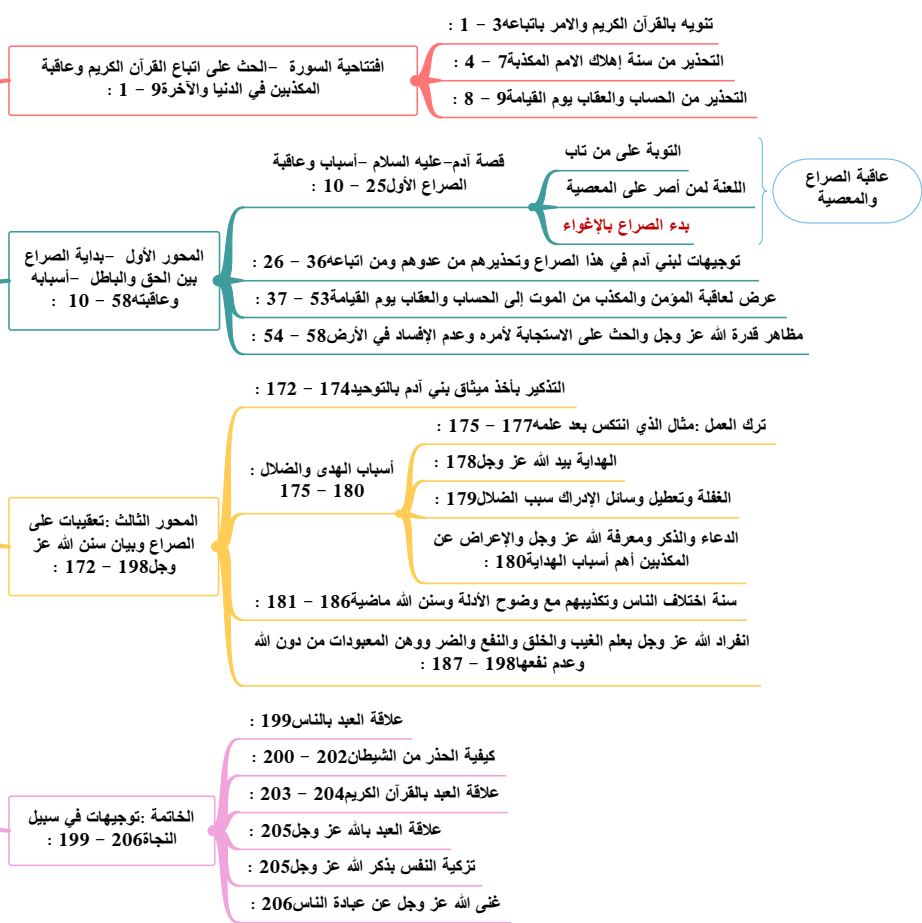 افتتاحية السورة -الحث على اتباع القرآن الكريم وعاقبة
المكذبين في الدنيا والآخرة9 - 1 :
تنويه بالقرآن الكريم والامر باتباعه3 - 1 :
التحذير من سنة إهلاك الامم المكذبة7 - 4 :
التحذير من الحساب والعقاب يوم القيامة9 - 8 :
المحور الأول -بداية الصراع
بين الحق والباطل -أسبابه
وعاقبته58 - 10 :
قصة آدم-عليه السلام -أسباب وعاقبة
الصراع الأول25 - 10 :
التوبة على من تاب
اللعنة لمن أصر على المعصية
بدء الصراع بالإغواء
عاقبة الصراع
والمعصية
توجيهات لبني آدم في هذا الصراع وتحذيرهم من عدوهم ومن اتباعه36 - 26 :
عرض لعاقبة المؤمن والمكذب من الموت إلى الحساب والعقاب يوم القيامة53 - 37 :
مظاهر قدرة الله عز وجل والحث على الاستجابة لأمره وعدم الإفساد في الأرض58 - 54 :
المحور الثالث :تعقيبات على
الصراع وبيان سنن الله عز
وجل198 - 172 :
التذكير بأخذ ميثاق بني آدم بالتوحيد174 - 172 :
أسباب الهدى والضلال :
180 - 175
ترك العمل :مثال الذي انتكس بعد علمه177 - 175 :
الهداية بيد الله عز وجل178 :
الغفلة وتعطيل وسائل الإدراك سبب الضلال179 :
الدعاء والذكر ومعرفة الله عز وجل والإعراض عن
المكذبين أهم أسباب الهداية180 :
سنة اختلاف الناس وتكذيبهم مع وضوح الأدلة وسنن الله ماضية186 - 181 :
انفراد الله عز وجل بعلم الغيب والخلق والنفع والضر ووهن المعبودات من دون الله
وعدم نفعها198 - 187 :
الخاتمة :توجيهات في سبيل
النجاة206 - 199 :
علاقة العبد بالناس199 :
كيفية الحذر من الشيطان202 - 200 :
علاقة العبد بالقرآن الكريم204 - 203 :
علاقة العبد بالله عز وجل205 :
تزكية النفس بذكر الله عز وجل205 :
غنى الله عز وجل عن عبادة الناس206 :